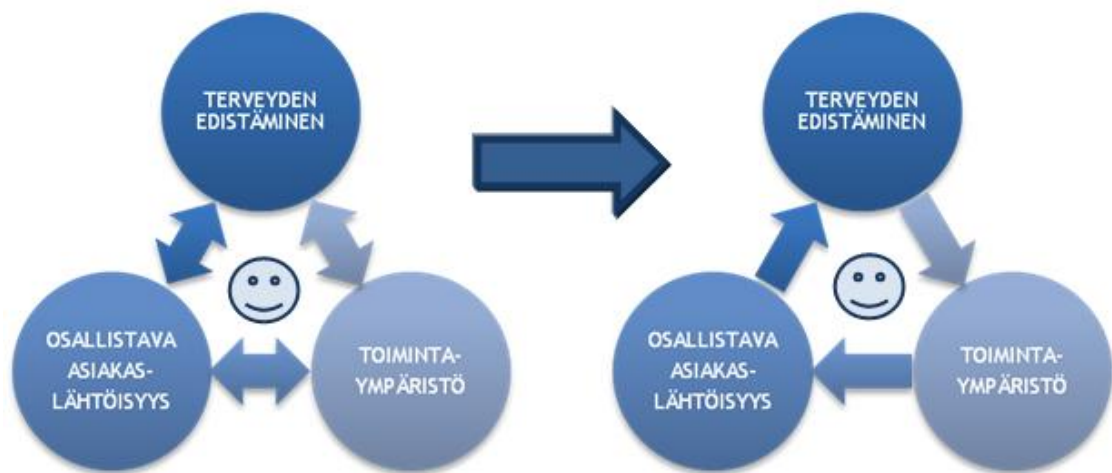 TERVEYDEN
EDISTÄMINEN
OSALLISTAVA
ASIAKAS-
LÄHTÖISYYS
TOIMINTA-
YMPÄRISTÖ
TERVEYDEN
EDISTÄMINEN
OSALLISTAVA
ASIAKAS-
LÄHTÖISYYS
TOIMINTA-
YMPÄRISTÖ